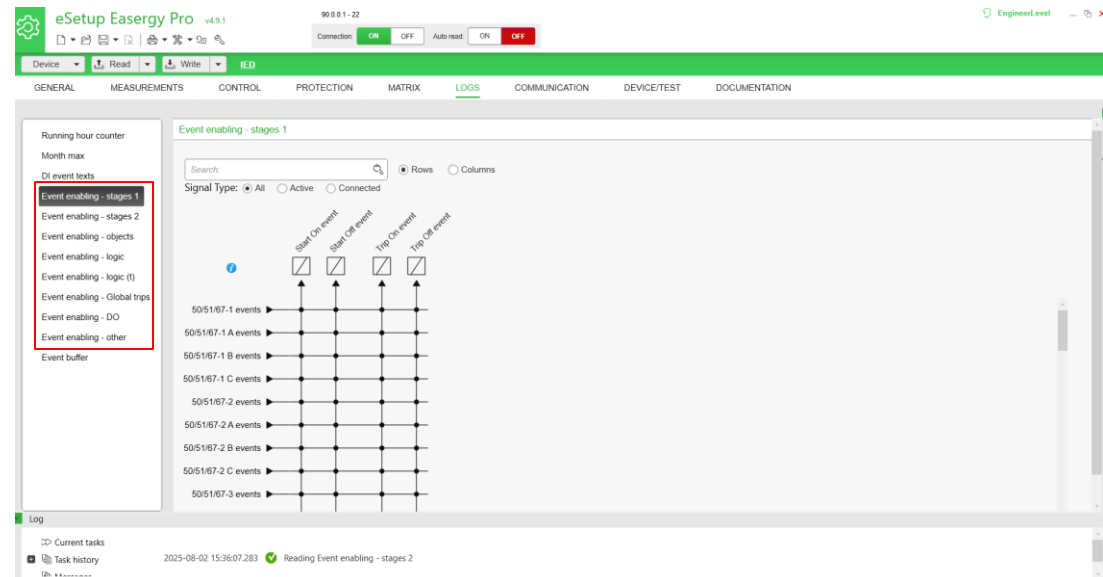 eSetup Easergy Pro v4.9.1
90.0.0.1 - 22
EngineerLevel
Connection: ON OFF Auto read: ON OFF
Device Read Write IED
GENERAL MEASUREMENTS CONTROL PROTECTION MATRIX LOGS COMMUNICATION DEVICE/TEST DOCUMENTATION
Running hour counter
Month max
DI event texts
Event enabling - stages 1
Event enabling - stages 2
Event enabling - objects
Event enabling - logic
Event enabling - logic (t)
Event enabling - Global trips
Event enabling - DO
Event enabling - other
Event buffer
Event enabling - stages 1
Search: Rows Columns
Signal Type: All Active Connected
Start On event
Start Off event
Trip On event
Trip Off event
50/51/67-1 events
50/51/67-1 A events
50/51/67-1 B events
50/51/67-1 C events
50/51/67-2 events
50/51/67-2 A events
50/51/67-2 B events
50/51/67-2 C events
50/51/67-3 events
Log
Current tasks
Task history
2025-08-02 15:36:07.283 Reading Event enabling - stages 2